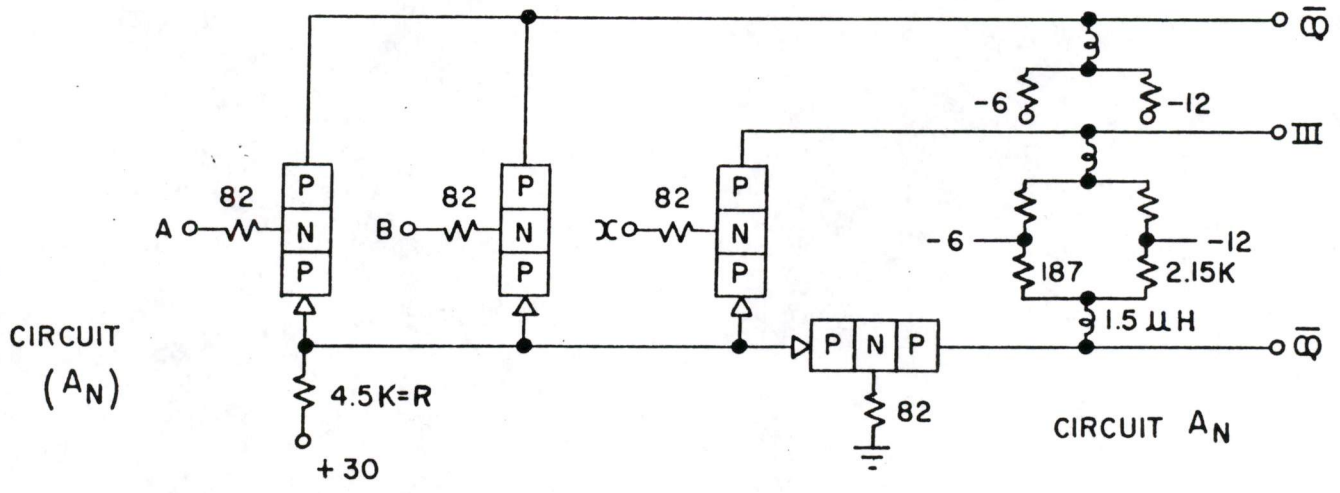 -6
-12
III
P
P
P
82
82
82
A
N
B
N
X
N
-6
-12
P
P
P
187
2.15K
1.5 μH
P N P
CIRCUIT
(A_N)
4.5K=R
82
CIRCUIT A_N
+30